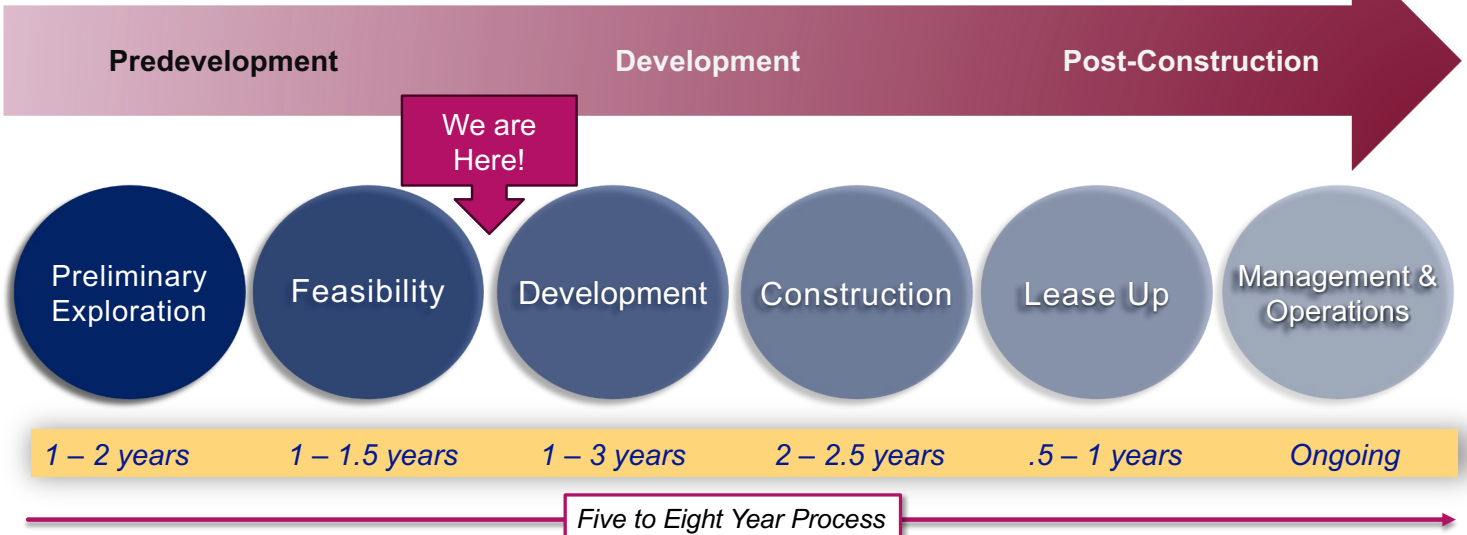 Predevelopment
Development
Post-Construction
We are
Here!
Preliminary
Exploration
Feasibility
Development
Construction
Lease Up
Management &
Operations
1 – 2 years
1 – 1.5 years
1 – 3 years
2 – 2.5 years
.5 – 1 years
Ongoing
Five to Eight Year Process